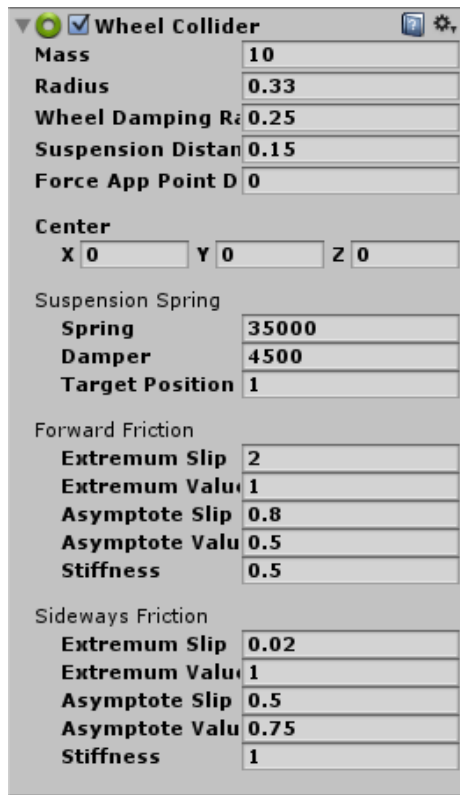 Wheel Collider
Mass 10
Radius 0.33
Wheel Damping Ra 0.25
Suspension Distan 0.15
Force App Point D 0
Center
X 0 Y 0 Z 0
Suspension Spring
Spring 35000
Damper 4500
Target Position 1
Forward Friction
Extremum Slip 2
Extremum Valu 1
Asymptote Slip 0.8
Asymptote Valu 0.5
Stiffness 0.5
Sideways Friction
Extremum Slip 0.02
Extremum Valu 1
Asymptote Slip 0.5
Asymptote Valu 0.75
Stiffness 1